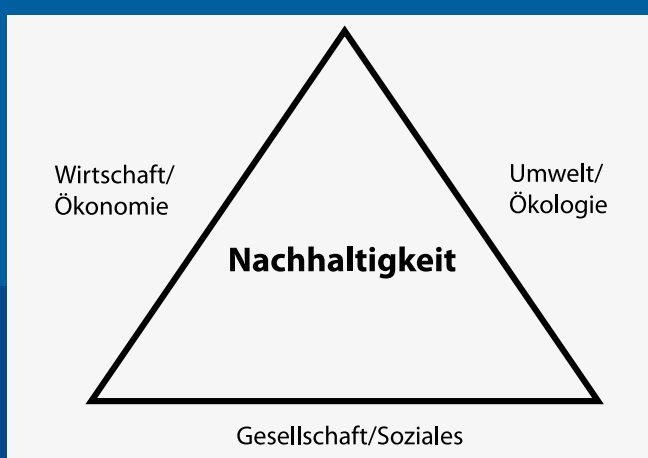 Wirtschaft/
Ökonomie
Umwelt/
Ökologie
Nachhaltigkeit
Gesellschaft/Soziales